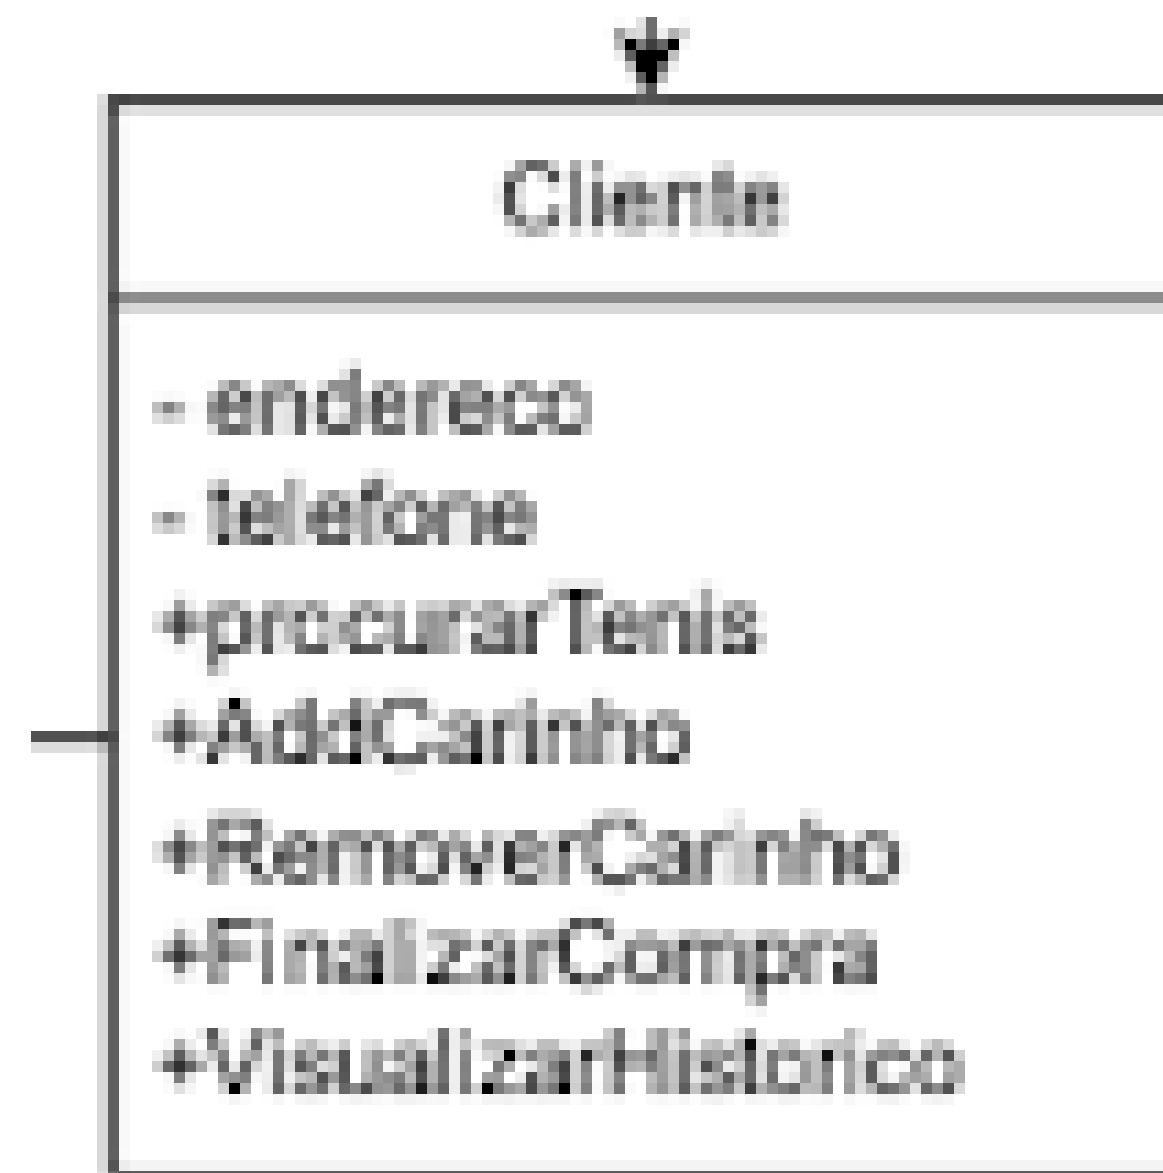 Cliente
- endereco
- telefone
+procurarTenis
+AddCarinho
+RemoverCarinho
+FinalizarCompra
+VisualizarHistorico